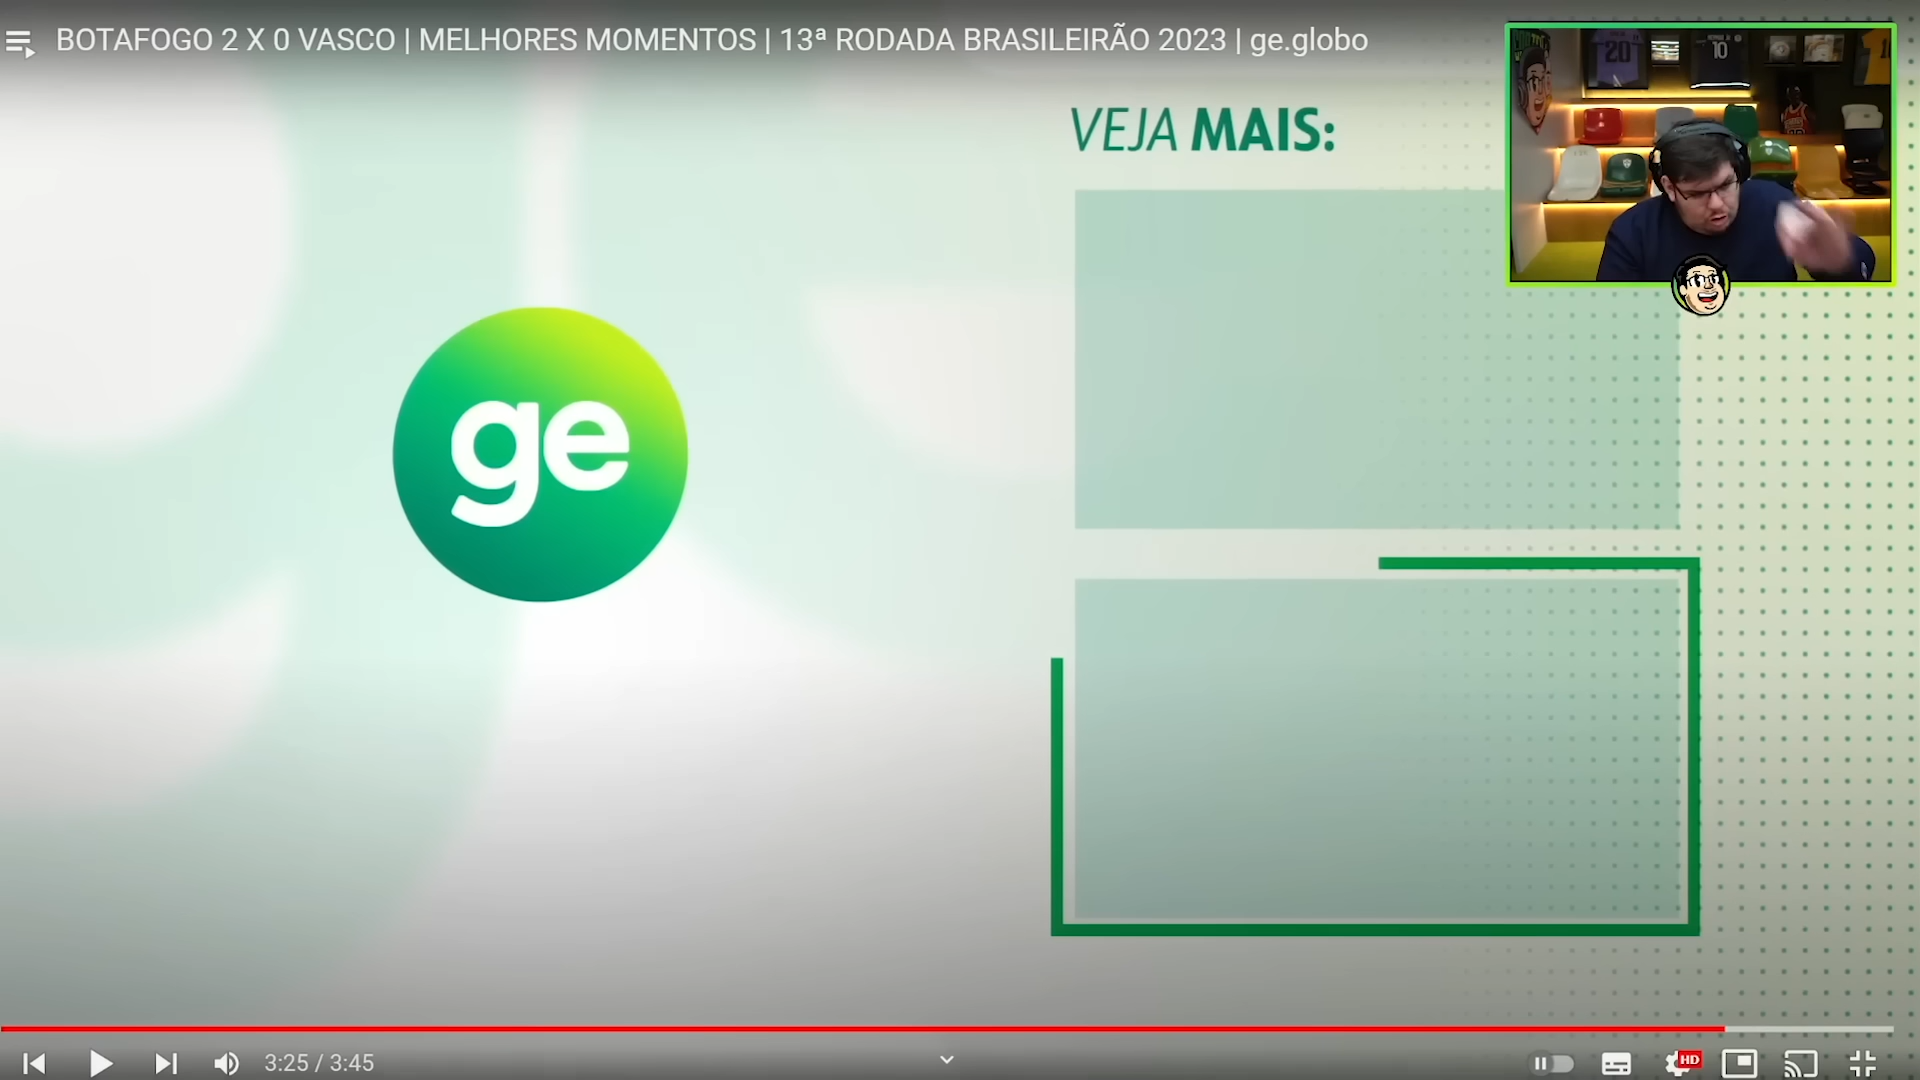 BOTAFOGO 2 X 0 VASCO | MELHORES MOMENTOS | 13ª RODADA BRASILEIRÃO 2023 | ge.globo
20
10
VEJA MAIS:
ge
3:25 / 3:45
HD